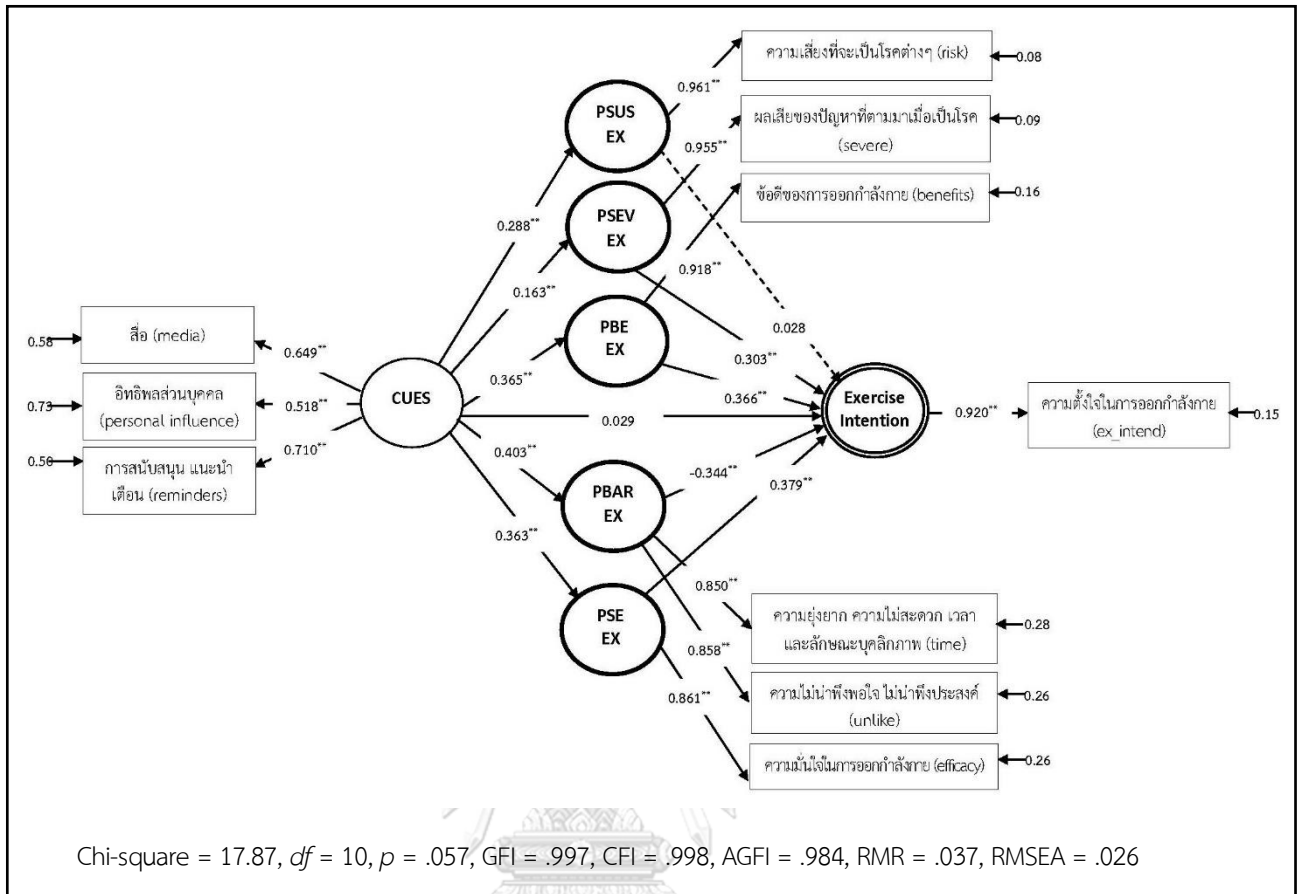 ความเสี่ยงที่จะเป็นโรคต่างๆ (risk)
0.08
0.961**
PSUS
EX
ผลเสียของปัญหาที่ตามมาเมื่อเป็นโรค
(severe)
0.09
0.955**
ข้อดีของการออกกำลังกาย (benefits)
0.16
PSEV
EX
0.288**
0.918**
0.163**
PBE
EX
0.028
0.303**
0.58
สื่อ (media)
0.649**
0.365**
0.366**
0.73
อิทธิพลส่วนบุคคล
(personal influence)
0.518**
CUES
0.029
Exercise
Intention
0.920**
ความตั้งใจในการออกกำลังกาย
(ex_intend)
0.15
0.50
การสนับสนุน แนะนำ
เตือน (reminders)
0.710**
0.403**
-0.344**
0.379**
PBAR
EX
0.363**
0.850**
PSE
EX
ความยุ่งยาก ความไม่สะดวก เวลา
และลักษณะบุคลิกภาพ (time)
0.28
0.858**
ความไม่น่าพึงพอใจ ไม่น่าพึงประสงค์
(unlike)
0.26
0.861**
ความมั่นใจในการออกกำลังกาย (efficacy)
0.26
Chi-square = 17.87, df = 10, p = .057, GFI = .997, CFI = .998, AGFI = .984, RMR = .037, RMSEA = .026